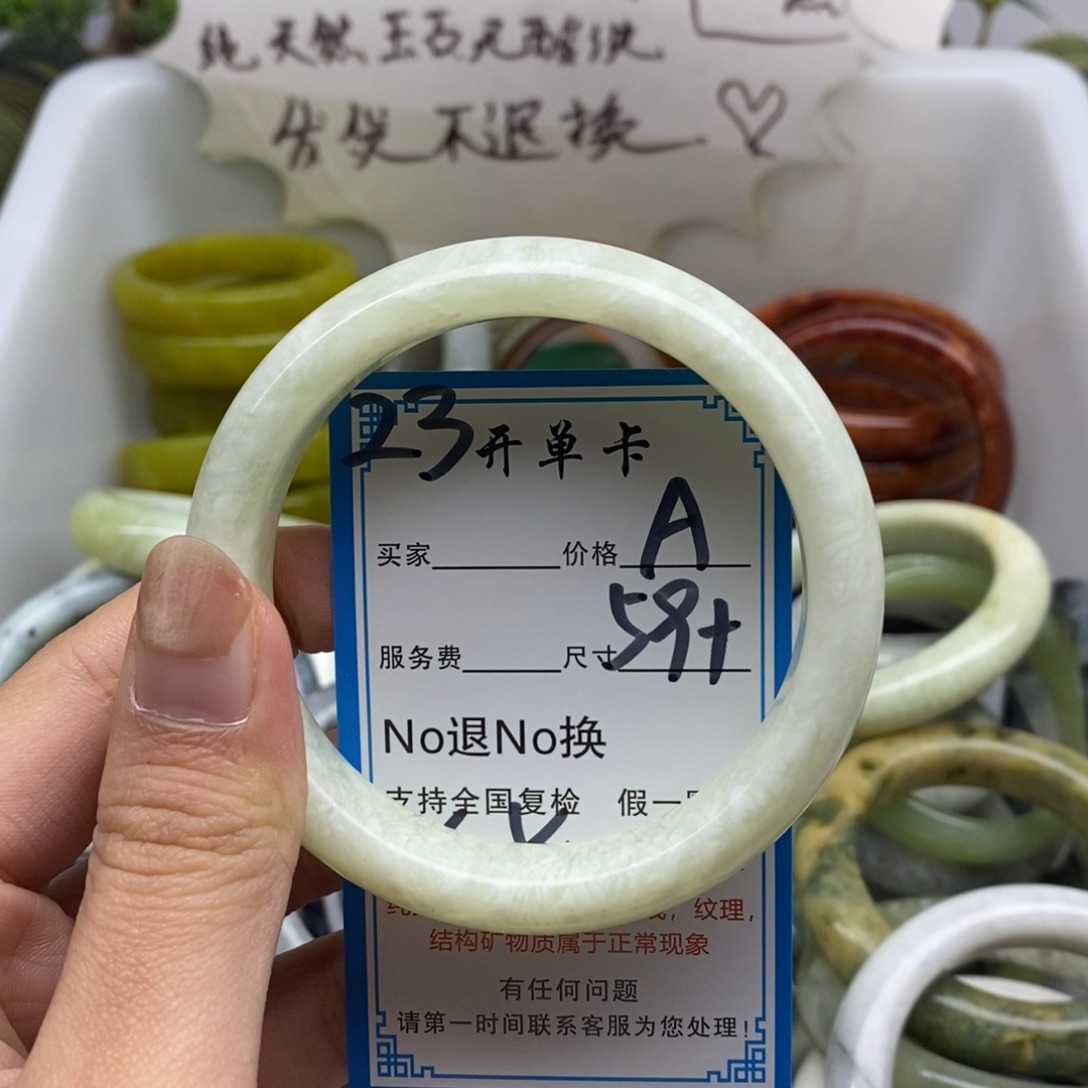 纯天然玉石无酸洗
发货不退换
23开单卡
买家 价格 A
服务费 尺寸 59+
No退No换
支持全国复检 假一
纹理，
结构矿物质属于正常现象
有任何问题
请第一时间联系客服为您处理！